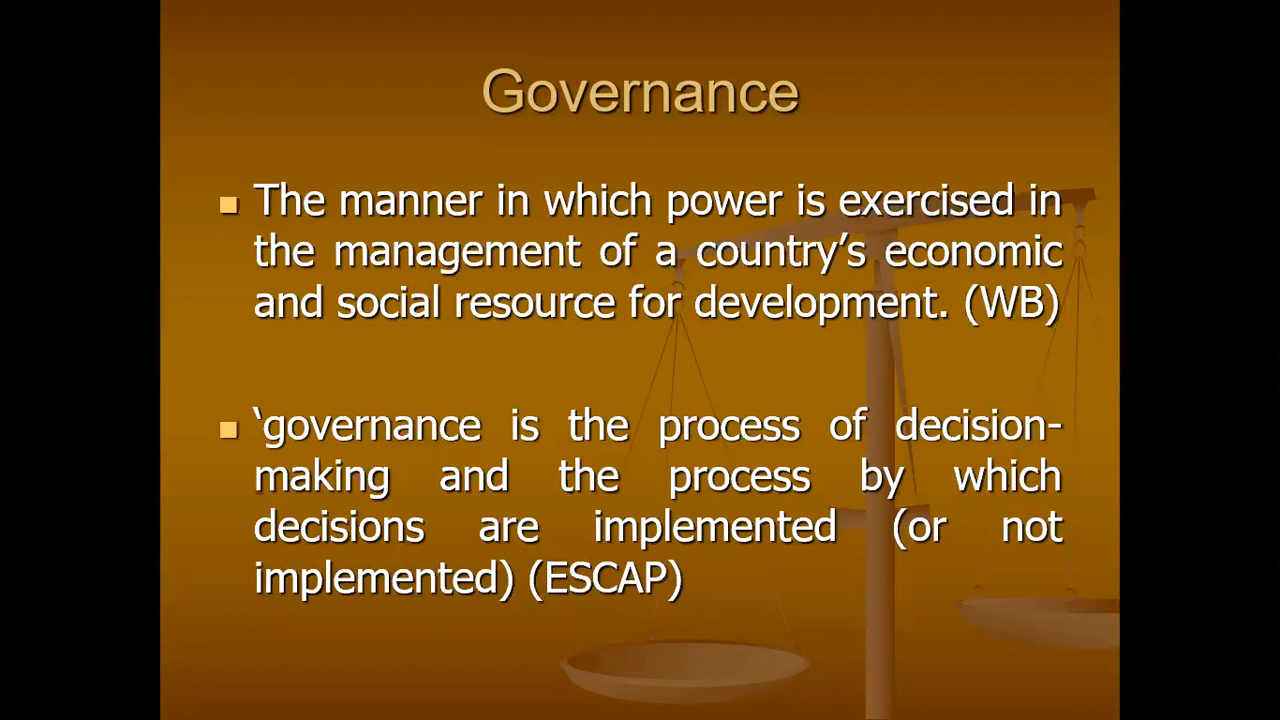 Governance
The manner in which power is exercised in
the management of a country’s economic
and social resource for development. (WB)
‘governance is the process of decision-
making and the process by which
decisions are implemented (or not
implemented) (ESCAP)